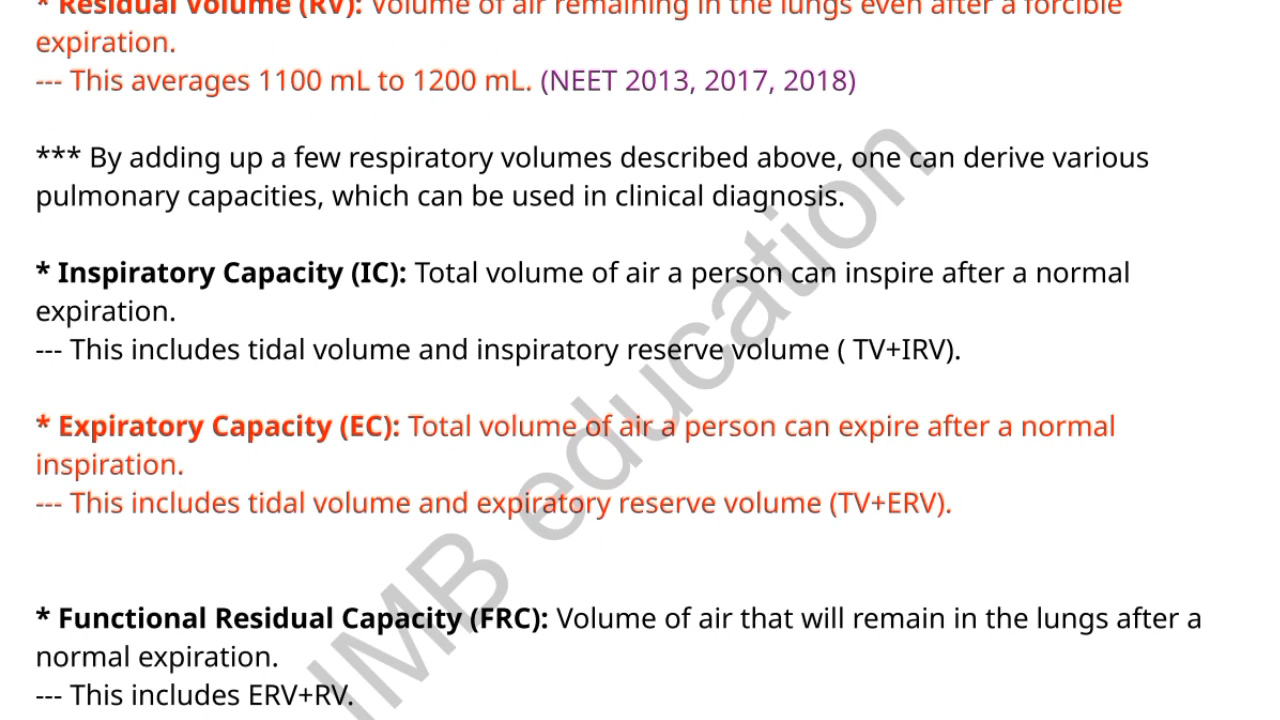 * Residual Volume (RV): Volume of air remaining in the lungs even after a forcible
expiration.
--- This averages 1100 mL to 1200 mL. (NEET 2013, 2017, 2018)
*** By adding up a few respiratory volumes described above, one can derive various
pulmonary capacities, which can be used in clinical diagnosis.
* Inspiratory Capacity (IC): Total volume of air a person can inspire after a normal
expiration.
--- This includes tidal volume and inspiratory reserve volume ( TV+IRV).
* Expiratory Capacity (EC): Total volume of air a person can expire after a normal
inspiration.
--- This includes tidal volume and expiratory reserve volume (TV+ERV).
* Functional Residual Capacity (FRC): Volume of air that will remain in the lungs after a
normal expiration.
--- This includes ERV+RV.
IMB education